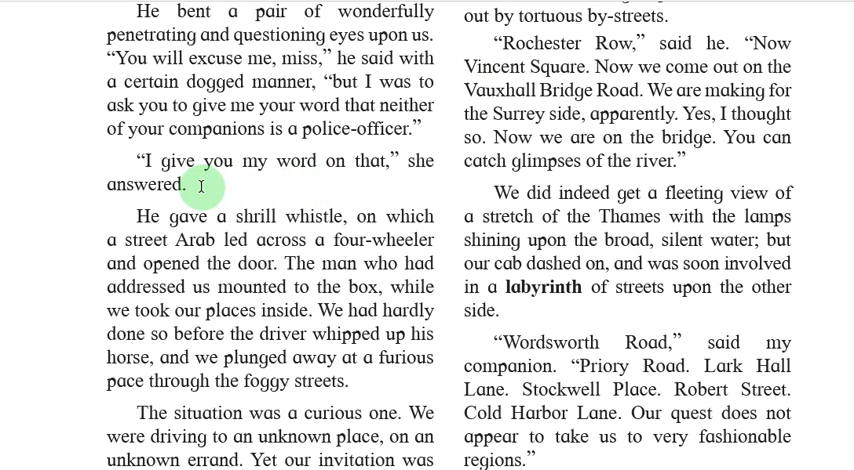 He bent a pair of wonderfully
penetrating and questioning eyes upon us.
“You will excuse me, miss,” he said with
a certain dogged manner, “but I was to
ask you to give me your word that neither
of your companions is a police-officer.”
“I give you my word on that,” she
answered.
He gave a shrill whistle, on which
a street Arab led across a four-wheeler
and opened the door. The man who had
addressed us mounted to the box, while
we took our places inside. We had hardly
done so before the driver whipped up his
horse, and we plunged away at a furious
pace through the foggy streets.
The situation was a curious one. We
were driving to an unknown place, on an
unknown errand. Yet our invitation was
out by tortuous by-streets.
“Rochester Row,” said he. “Now
Vincent Square. Now we come out on the
Vauxhall Bridge Road. We are making for
the Surrey side, apparently. Yes, I thought
so. Now we are on the bridge. You can
catch glimpses of the river.”
We did indeed get a fleeting view of
a stretch of the Thames with the lamps
shining upon the broad, silent water; but
our cab dashed on, and was soon involved
in a labyrinth of streets upon the other
side.
“Wordsworth Road,” said my
companion. “Priory Road. Lark Hall
Lane. Stockwell Place. Robert Street.
Cold Harbor Lane. Our quest does not
appear to take us to very fashionable
regions.”